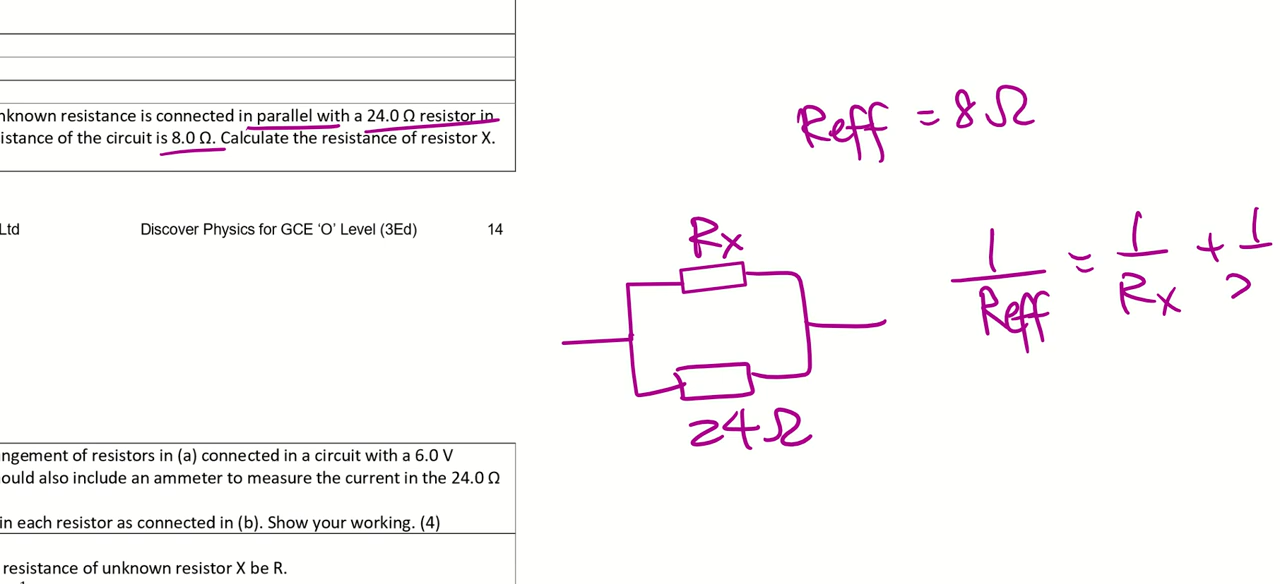 nknown resistance is connected in parallel with a 24.0 Ω resistor in
istance of the circuit is 8.0 Ω. Calculate the resistance of resistor X.
Reff = 8Ω
Ltd Discover Physics for GCE ‘O’ Level (3Ed) 14
Rx
1/Reff = 1/Rx + 1/
24Ω
ngement of resistors in (a) connected in a circuit with a 6.0 V
ould also include an ammeter to measure the current in the 24.0 Ω
in each resistor as connected in (b). Show your working. (4)
resistance of unknown resistor X be R.